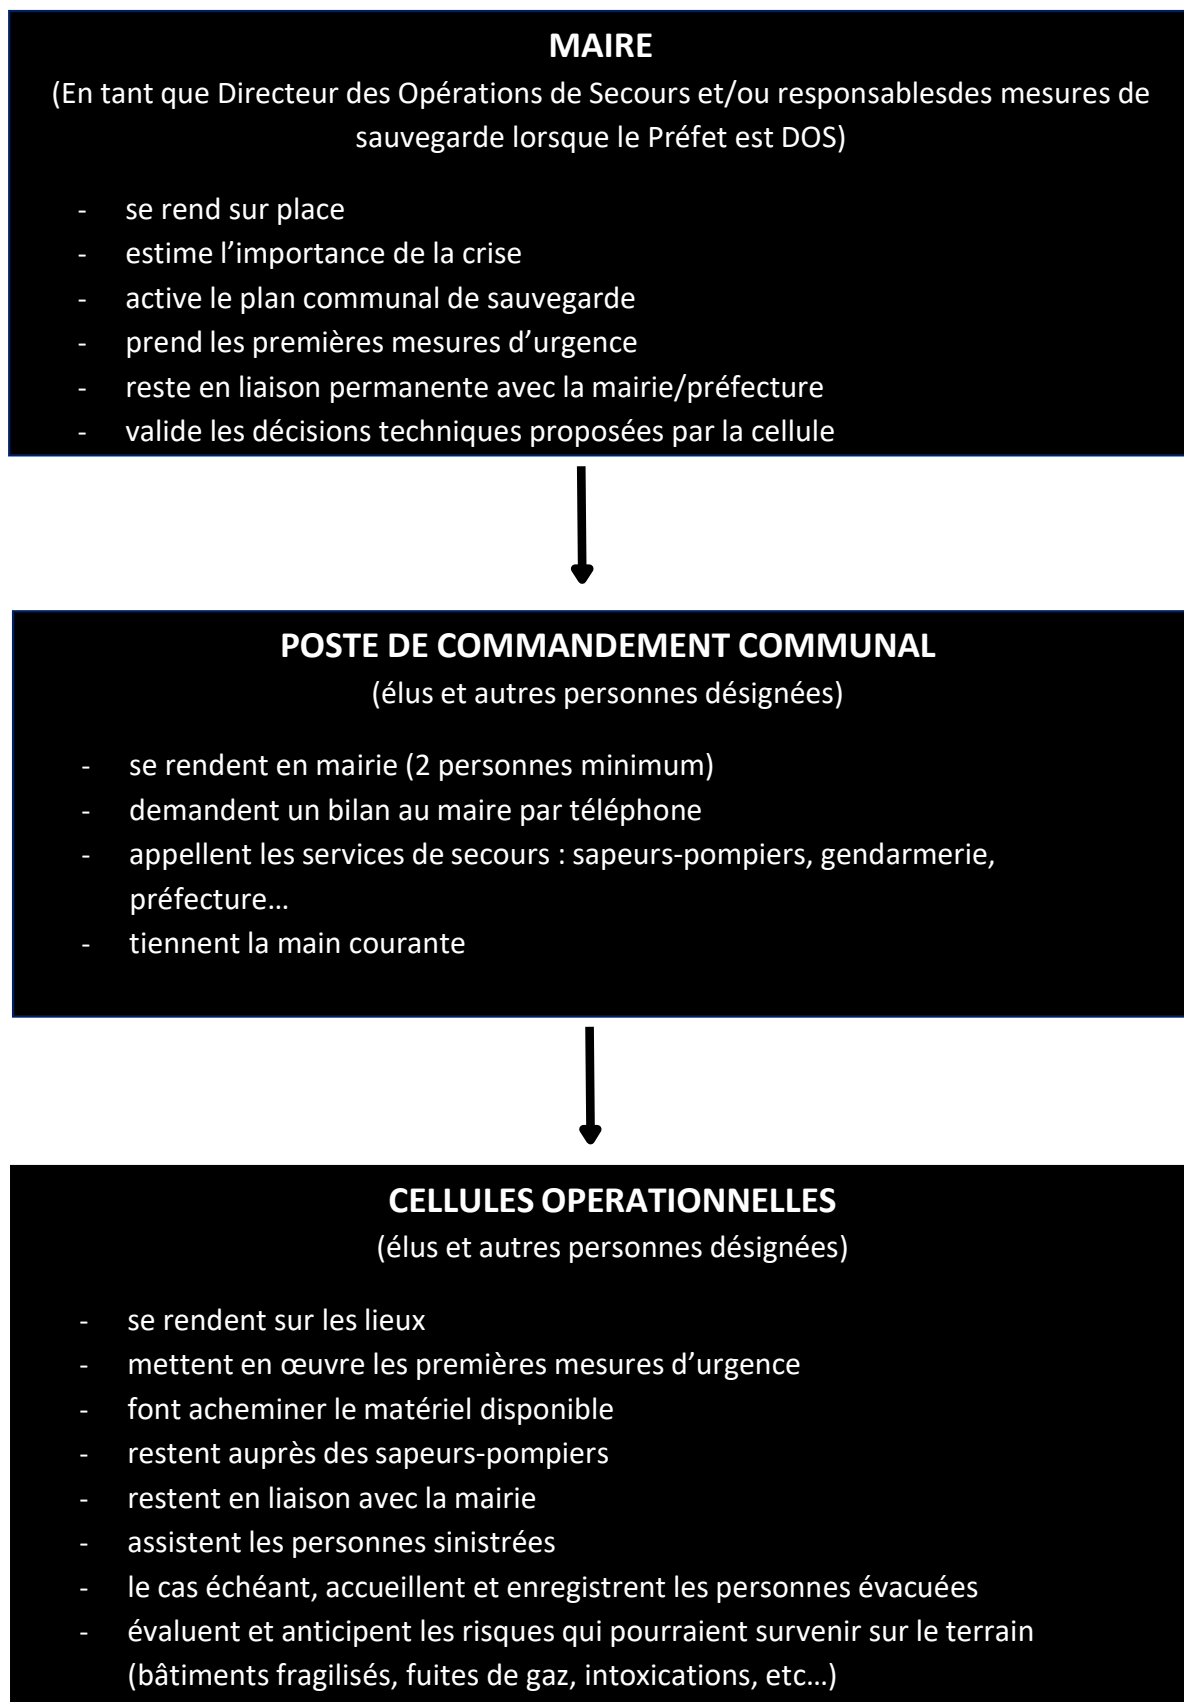 MAIRE
(En tant que Directeur des Opérations de Secours et/ou responsablesdes mesures de
sauvegarde lorsque le Préfet est DOS)
- se rend sur place
- estime l’importance de la crise
- active le plan communal de sauvegarde
- prend les premières mesures d’urgence
- reste en liaison permanente avec la mairie/préfecture
- valide les décisions techniques proposées par la cellule
POSTE DE COMMANDEMENT COMMUNAL
(élus et autres personnes désignées)
- se rendent en mairie (2 personnes minimum)
- demandent un bilan au maire par téléphone
- appellent les services de secours : sapeurs-pompiers, gendarmerie,
préfecture…
- tiennent la main courante
CELLULES OPERATIONNELLES
(élus et autres personnes désignées)
- se rendent sur les lieux
- mettent en œuvre les premières mesures d’urgence
- font acheminer le matériel disponible
- restent auprès des sapeurs-pompiers
- restent en liaison avec la mairie
- assistent les personnes sinistrées
- le cas échéant, accueillent et enregistrent les personnes évacuées
- évaluent et anticipent les risques qui pourraient survenir sur le terrain
(bâtiments fragilisés, fuites de gaz, intoxications, etc…)